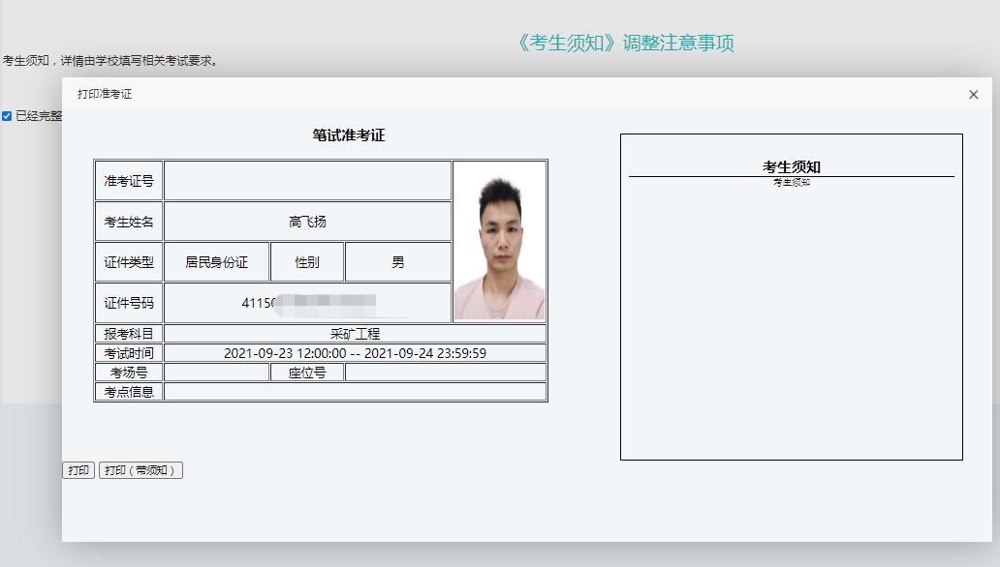 《考生须知》调整注意事项
考生须知，详情由学校填写相关考试要求。
已经完整
打印准考证
笔试准考证
准考证号
考生姓名 高飞扬
证件类型 居民身份证 性别 男
证件号码 41150
报考科目 采矿工程
考试时间 2021-09-23 12:00:00 -- 2021-09-24 23:59:59
考场号 座位号
考点信息
考生须知
考生须知
打印 打印（带须知）